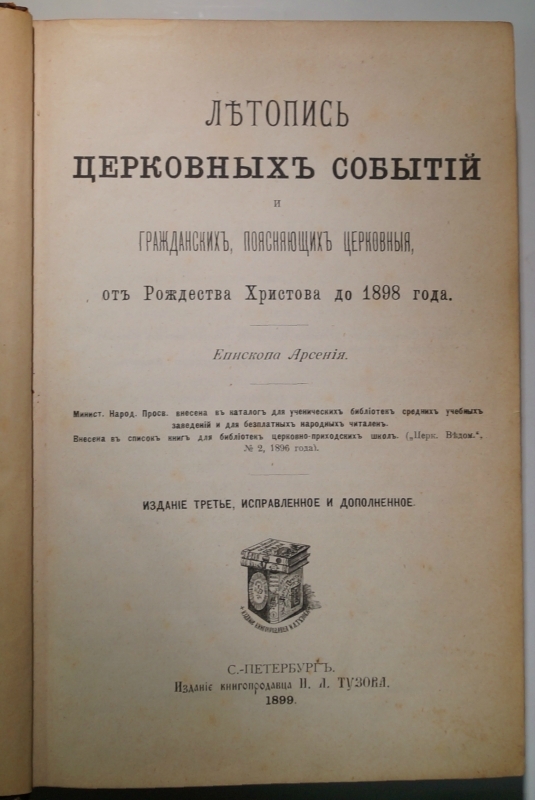 ЛѢТОПИСЬ
ЦЕРКОВНЫХЪ СОБЫТІЙ
И
ГРАЖДАНСКИХЪ, ПОЯСНЯЮЩИХЪ ЦЕРКОВНЫЯ,
отъ Рождества Христова до 1898 года.
Епископа Арсенія.
Минист. Народ. Просв. внесена въ каталогъ для ученическихъ библіотекъ среднихъ учебныхъ
заведеній и для безплатныхъ народныхъ читаленъ.
Внесена въ списокъ книгъ для библіотекъ церковно-приходскихъ школъ. („Церк. Вѣдом.“,
№ 2, 1896 года).
ИЗДАНІЕ ТРЕТЬЕ, ИСПРАВЛЕННОЕ И ДОПОЛНЕННОЕ.
С.-ПЕТЕРБУРГЪ.
Изданіе книгопродавца И. Л. ТУЗОВА.
1899.